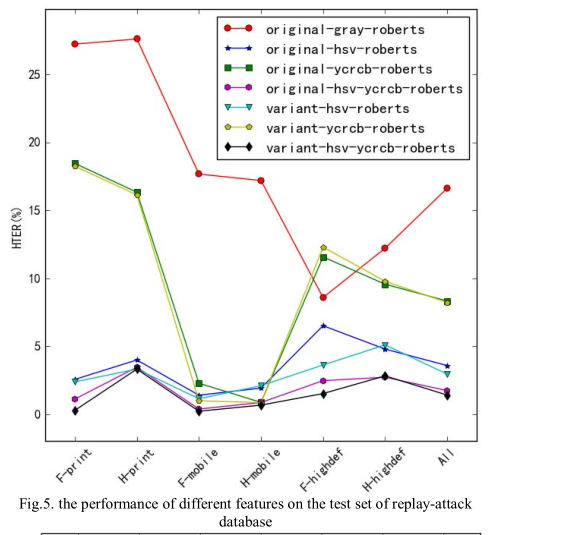 original-gray-roberts
original-hsv-roberts
original-ycrcb-roberts
original-hsv-ycrcb-roberts
variant-hsv-roberts
variant-ycrcb-roberts
variant-hsv-ycrcb-roberts
25
20
15
10
5
0
HTER(%)
F-print
H-print
F-mobile
H-mobile
F-highdef
H-highdef
All
Fig.5. the performance of different features on the test set of replay-attack
database